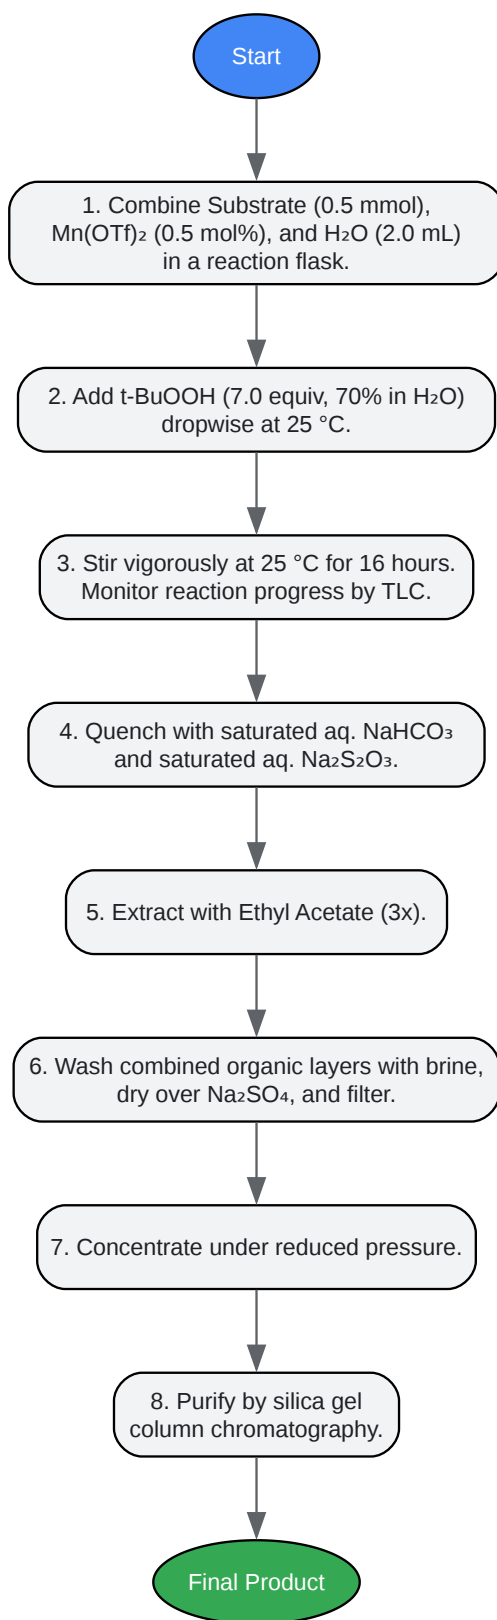 Start
1. Combine Substrate (0.5 mmol),
Mn(OTf)₂ (0.5 mol%), and H₂O (2.0 mL)
in a reaction flask.
2. Add t-BuOOH (7.0 equiv, 70% in H₂O)
dropwise at 25 °C.
3. Stir vigorously at 25 °C for 16 hours.
Monitor reaction progress by TLC.
4. Quench with saturated aq. NaHCO₃
and saturated aq. Na₂S₂O₃.
5. Extract with Ethyl Acetate (3x).
6. Wash combined organic layers with brine,
dry over Na₂SO₄, and filter.
7. Concentrate under reduced pressure.
8. Purify by silica gel
column chromatography.
Final Product